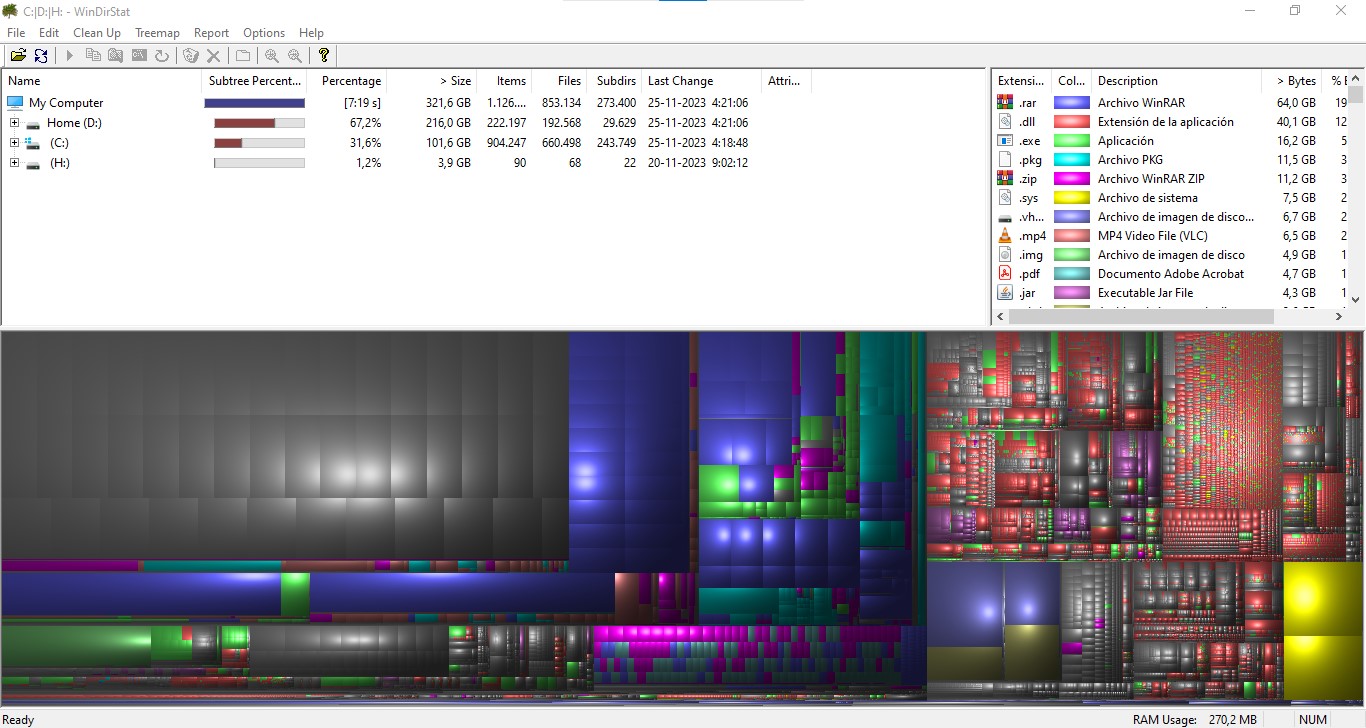 C:|D:|H: - WinDirStat
File Edit Clean Up Treemap Report Options Help
Name Subtree Percent... Percentage > Size Items Files Subdirs Last Change Attri...
My Computer [7:19 s] 321,6 GB 1.126.... 853.134 273.400 25-11-2023 4:21:06
Home (D:) 67,2% 216,0 GB 222.197 192.568 29.629 25-11-2023 4:21:06
(C:) 31,6% 101,6 GB 904.247 660.498 243.749 25-11-2023 4:18:48
(H:) 1,2% 3,9 GB 90 68 22 20-11-2023 9:02:12
Extensi... Col... Description > Bytes % E
.rar Archivo WinRAR 64,0 GB 19
.dll Extensión de la aplicación 40,1 GB 12
.exe Aplicación 16,2 GB 5
.pkg Archivo PKG 11,5 GB 3
.zip Archivo WinRAR ZIP 11,2 GB 3
.sys Archivo de sistema 7,5 GB 2
.vh... Archivo de imagen de disco... 6,7 GB 2
.mp4 MP4 Video File (VLC) 6,5 GB 2
.img Archivo de imagen de disco 4,9 GB 1
.pdf Documento Adobe Acrobat 4,7 GB 1
.jar Executable Jar File 4,3 GB 1
Ready RAM Usage: 270,2 MB NUM